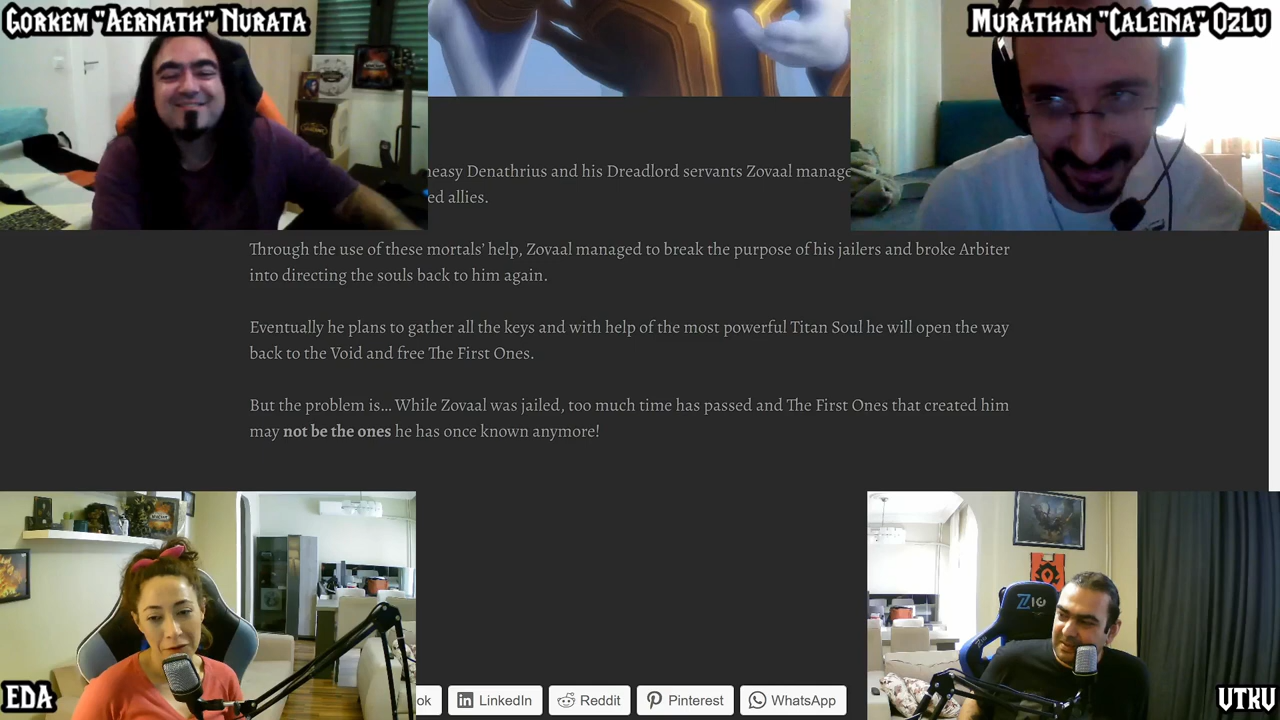 GORKEM "AERNATH" NURATA
MURATHAN "CALEINA" OZLU
Denathrius and his Dreadlord servants Zovaal
ed allies.
Through the use of these mortals' help, Zovaal managed to break the purpose of his jailers and broke Arbiter
into directing the souls back to him again.
Eventually he plans to gather all the keys and with help of the most powerful Titan Soul he will open the way
back to the Void and free The First Ones.
But the problem is... While Zovaal was jailed, too much time has passed and The First Ones that created him
may not be the ones he has once known anymore!
EDA
UTKU
ok
LinkedIn
Reddit
Pinterest
WhatsApp